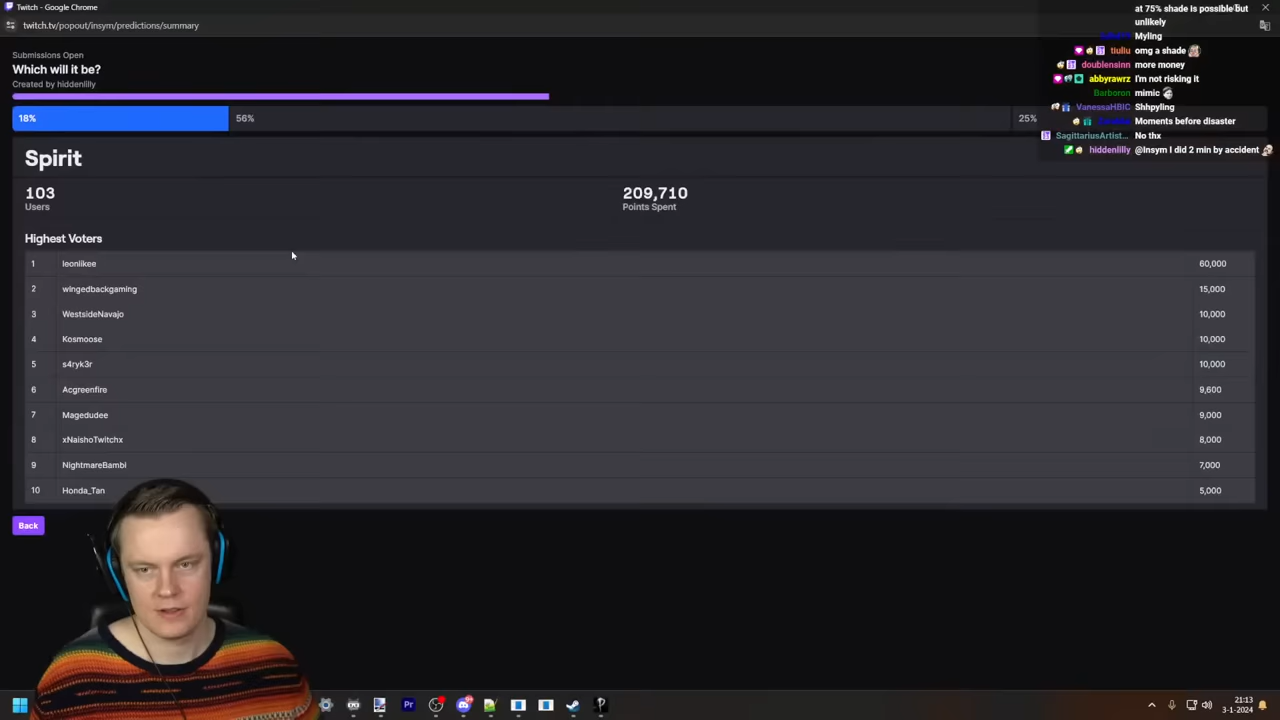 Twitch - Google Chrome
twitch.tv/popout/insym/predictions/summary
Submissions Open
Which will it be?
Created by hiddenlilly
18%
56%
25%
Spirit
103
Users
209,710
Points Spent
Highest Voters
1 leonlikee 60,000
2 wingedbackgaming 15,000
3 WestsideNavajo 10,000
4 Kosmoose 10,000
5 s4ryk3r 10,000
6 Acgreenfire 9,600
7 Magedudee 9,000
8 xNaishoTwitchx 8,000
9 NightmareBambi 7,000
10 Honda_Tan 5,000
Back
at 75% shade is possible/But
unlikely
Myling
tiuliu omg a shade
doublensinn more money
abbyrawrz I'm not risking it
Barboron mimic
VanessaHBIC Shhpyling
Moments before disaster
SagittariusArtist... No thx
hiddenlilly @Insym I did 2 min by accident
Pr
21:13
3-1-2024